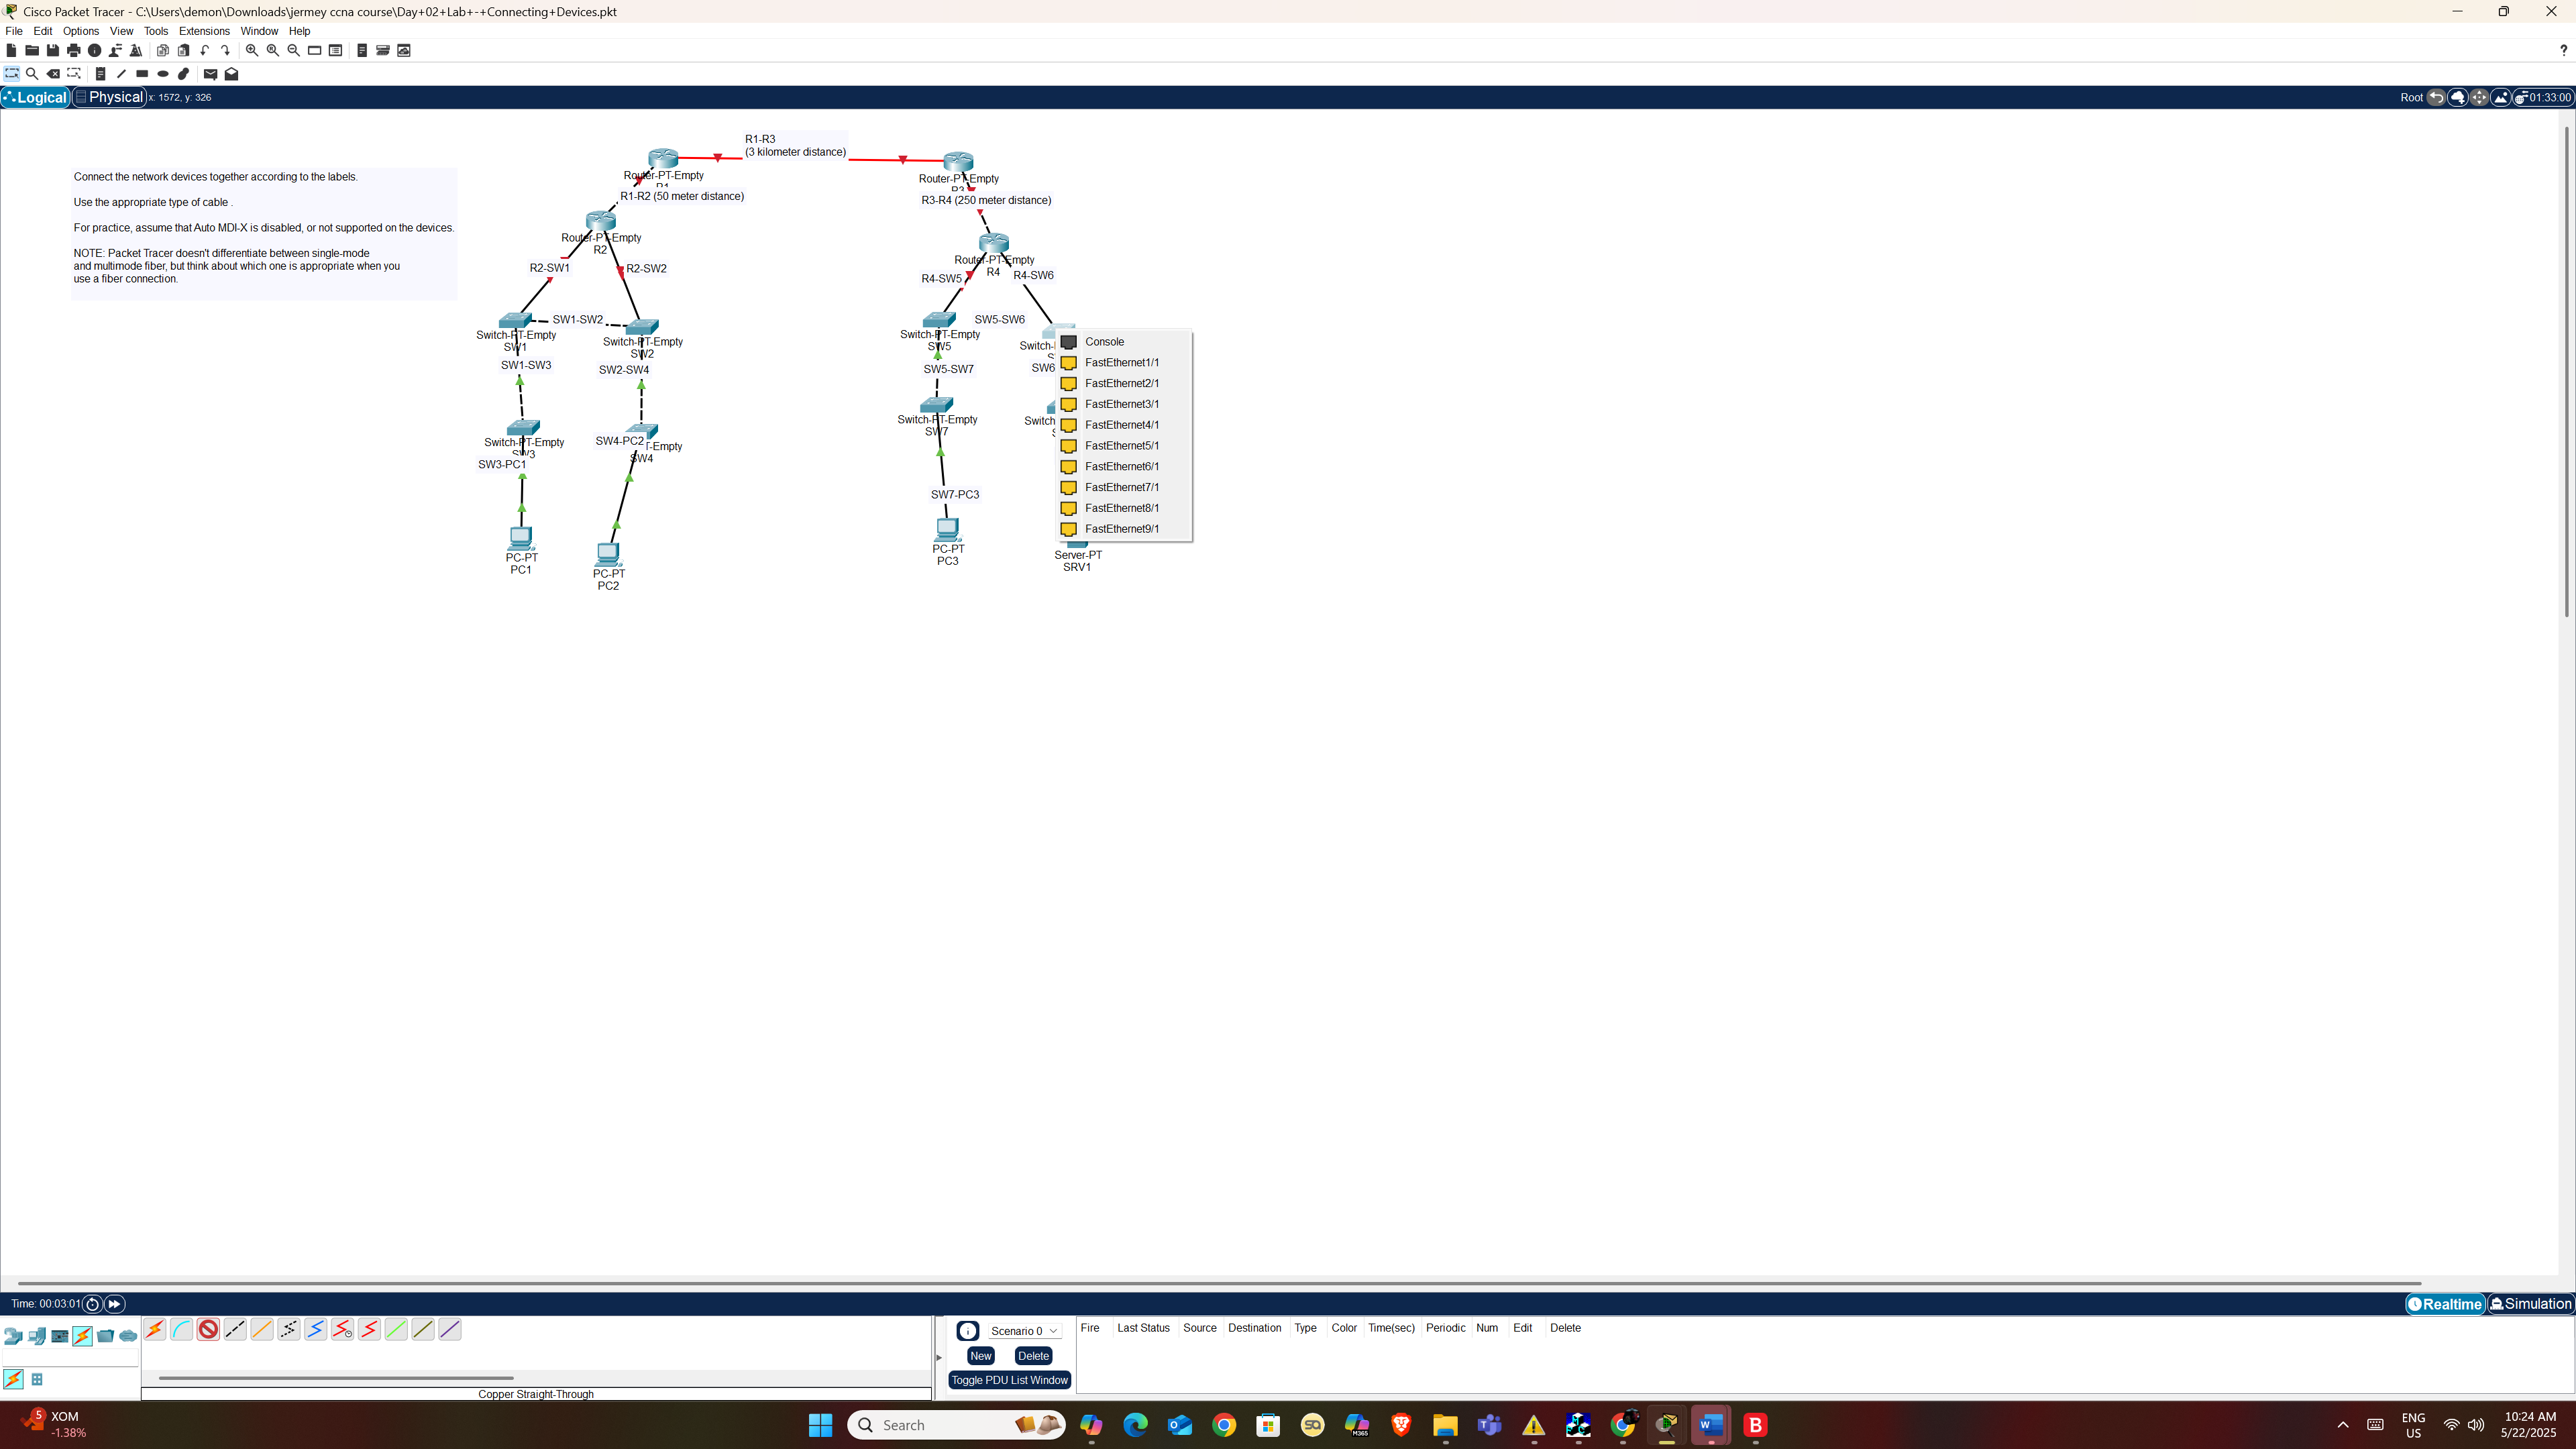 Cisco Packet Tracer - C:\Users\demon\Downloads\jermey ccna course\Day+02+Lab+-+Connecting+Devices.pkt
File Edit Options View Tools Extensions Window Help
?
Logical Physical x: 1572, y: 326
Root 01:33:00
R1-R3
(3 kilometer distance)
Router-PT-Empty
R1
Router-PT-Empty
R3
Connect the network devices together according to the labels.
Use the appropriate type of cable .
For practice, assume that Auto MDI-X is disabled, or not supported on the devices.
NOTE: Packet Tracer doesn't differentiate between single-mode
and multimode fiber, but think about which one is appropriate when you
use a fiber connection.
R1-R2 (50 meter distance)
R3-R4 (250 meter distance)
Router-PT-Empty
R2
Router-PT-Empty
R4
R2-SW1
R2-SW2
R4-SW5
R4-SW6
SW1-SW2
SW5-SW6
Switch-PT-Empty
SW1
Switch-PT-Empty
SW2
Switch-PT-Empty
SW5
Switch-
SW1-SW3
SW2-SW4
SW5-SW7
SW6
Console
FastEthernet1/1
FastEthernet2/1
FastEthernet3/1
FastEthernet4/1
FastEthernet5/1
FastEthernet6/1
FastEthernet7/1
FastEthernet8/1
FastEthernet9/1
Switch-PT-Empty
SW3
SW4-PC2
T-Empty
SW4
Switch-PT-Empty
SW7
Switch
SW3-PC1
SW7-PC3
PC-PT
PC1
PC-PT
PC2
PC-PT
PC3
Server-PT
SRV1
Time: 00:03:01
Realtime Simulation
Scenario 0
New Delete
Toggle PDU List Window
Fire Last Status Source Destination Type Color Time(sec) Periodic Num Edit Delete
Copper Straight-Through
5
XOM
-1.38%
Search
M365
ENG
US
10:24 AM
5/22/2025